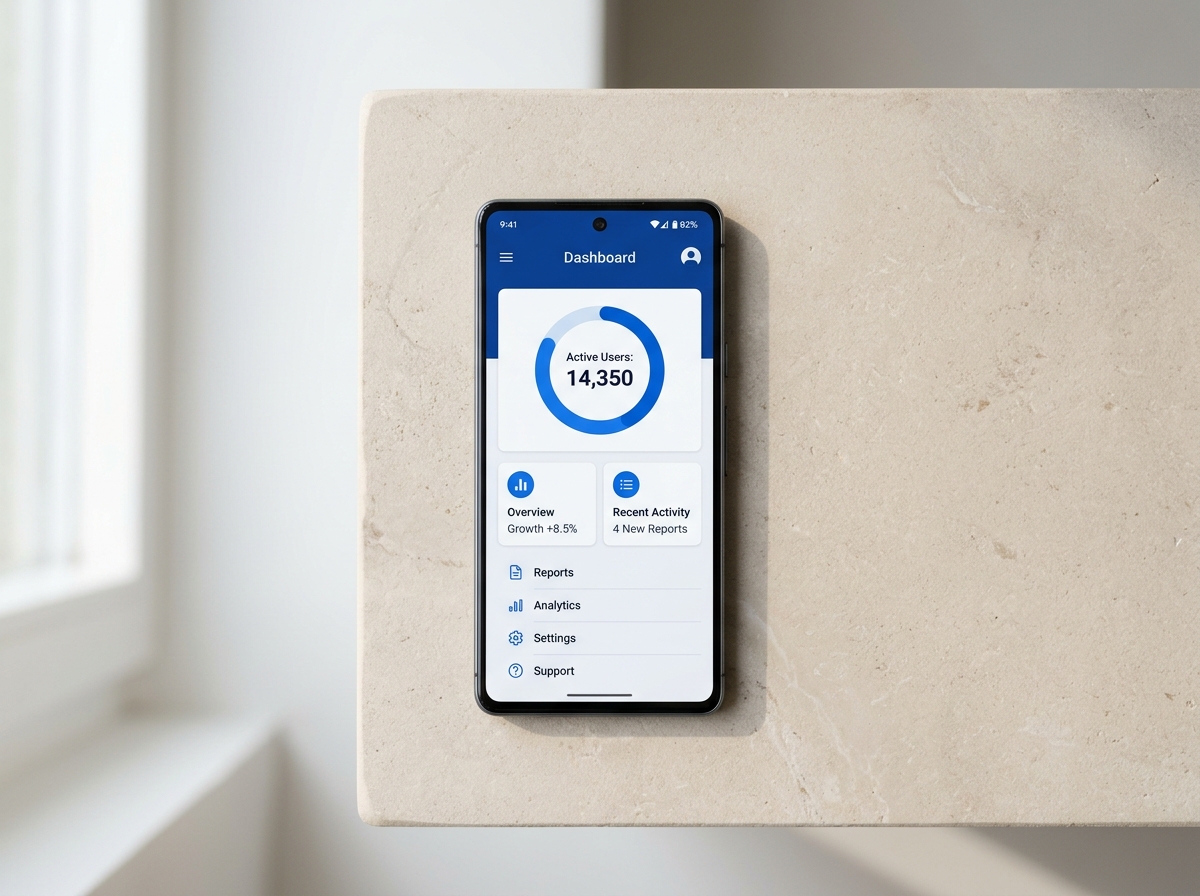 9:41
82%
Dashboard
Active Users:
14,350
Overview
Growth +8.5%
Recent Activity
4 New Reports
Reports
Analytics
Settings
Support